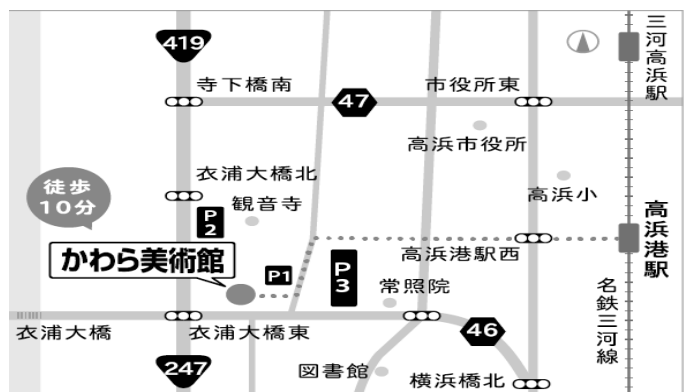 419
三河高浜駅
寺下橋南
47
市役所東
高浜市役所
衣浦大橋北
徒歩
10分
高浜小
観音寺
P2
高浜港駅
高浜港駅西
かわら美術館
P1
P3
常照院
名鉄三河線
衣浦大橋
衣浦大橋東
46
247
図書館
横浜橋北